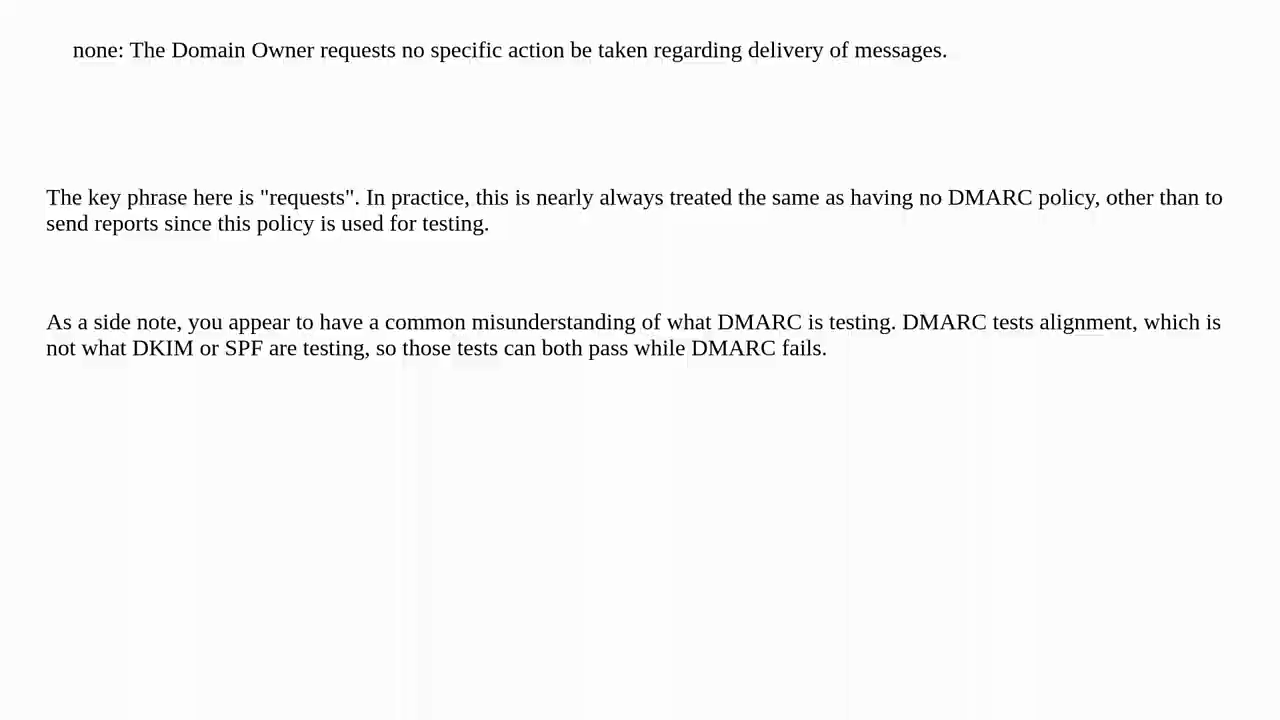 none: The Domain Owner requests no specific action be taken regarding delivery of messages.
The key phrase here is "requests". In practice, this is nearly always treated the same as having no DMARC policy, other than to
send reports since this policy is used for testing.
As a side note, you appear to have a common misunderstanding of what DMARC is testing. DMARC tests alignment, which is
not what DKIM or SPF are testing, so those tests can both pass while DMARC fails.